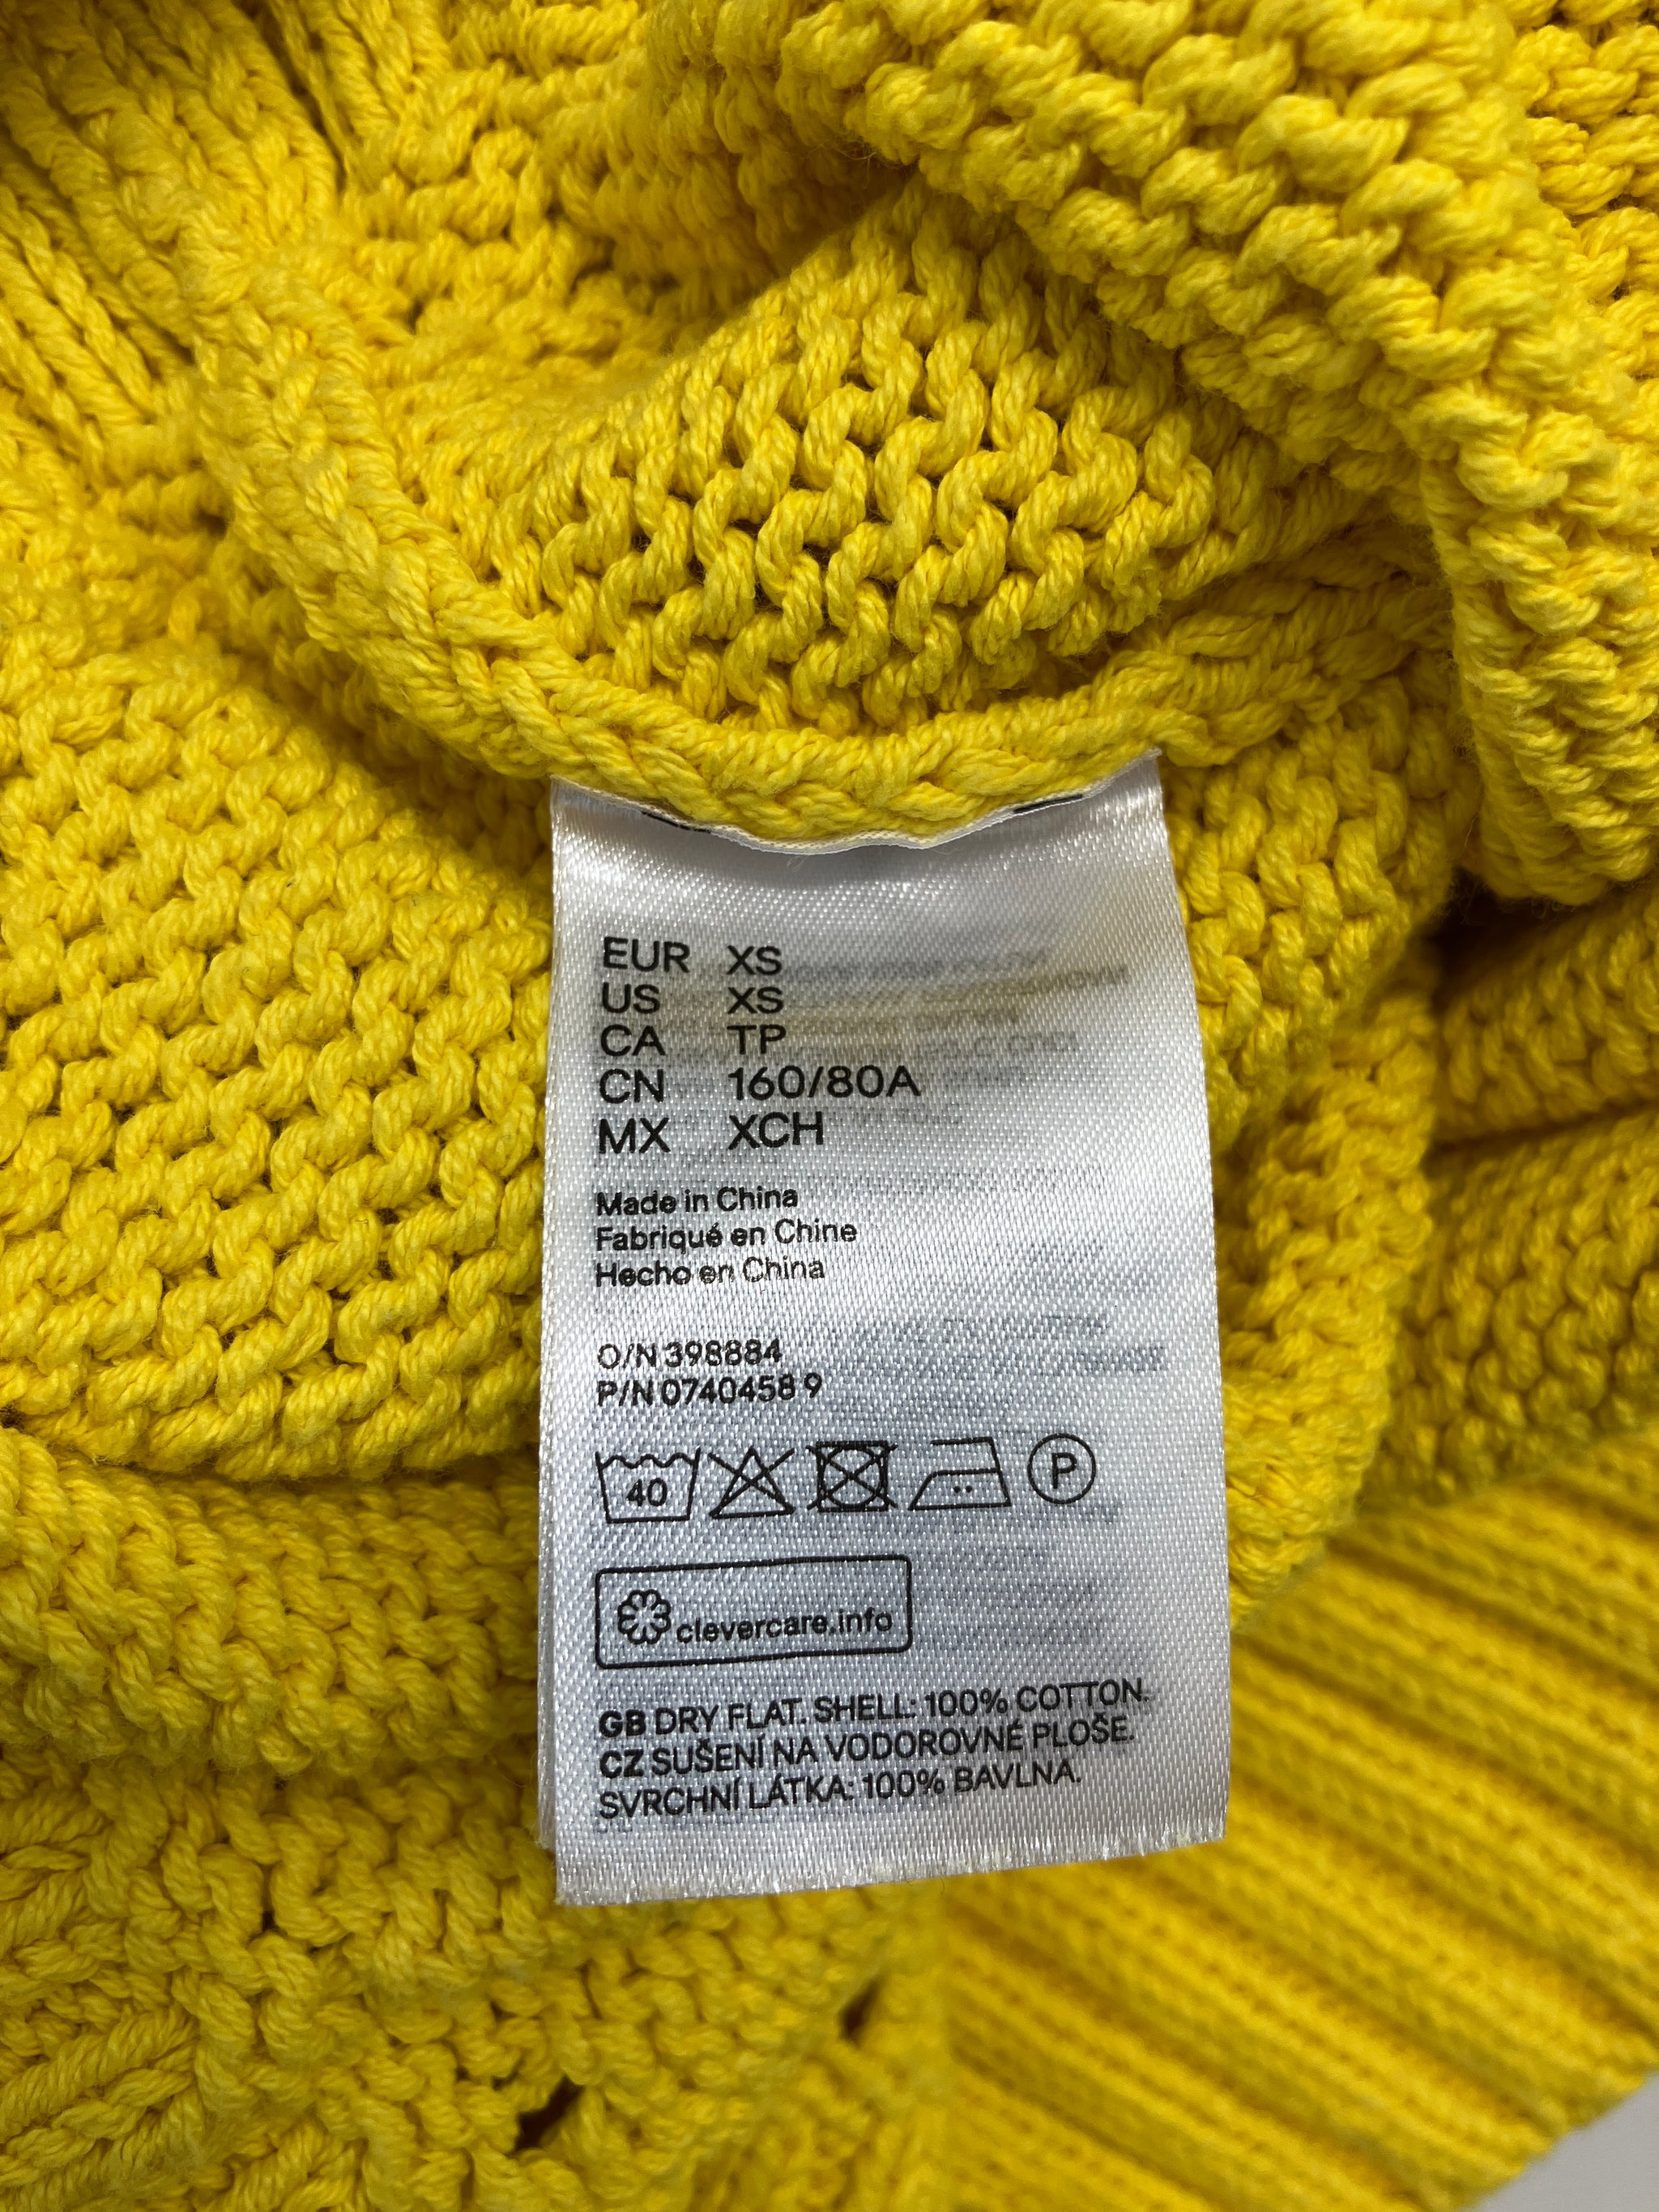 EUR XS
US XS
CA TP
CN 160/80A
MX XCH
Made in China
Fabriqué en Chine
Hecho en China
O/N 398884
P/N 0740458 9
40
P
clevercare.info
GB DRY FLAT. SHELL: 100% COTTON.
CZ SUŠENÍ NA VODOROVNÉ PLOŠE.
SVRCHNÍ LÁTKA: 100% BAVLNA.